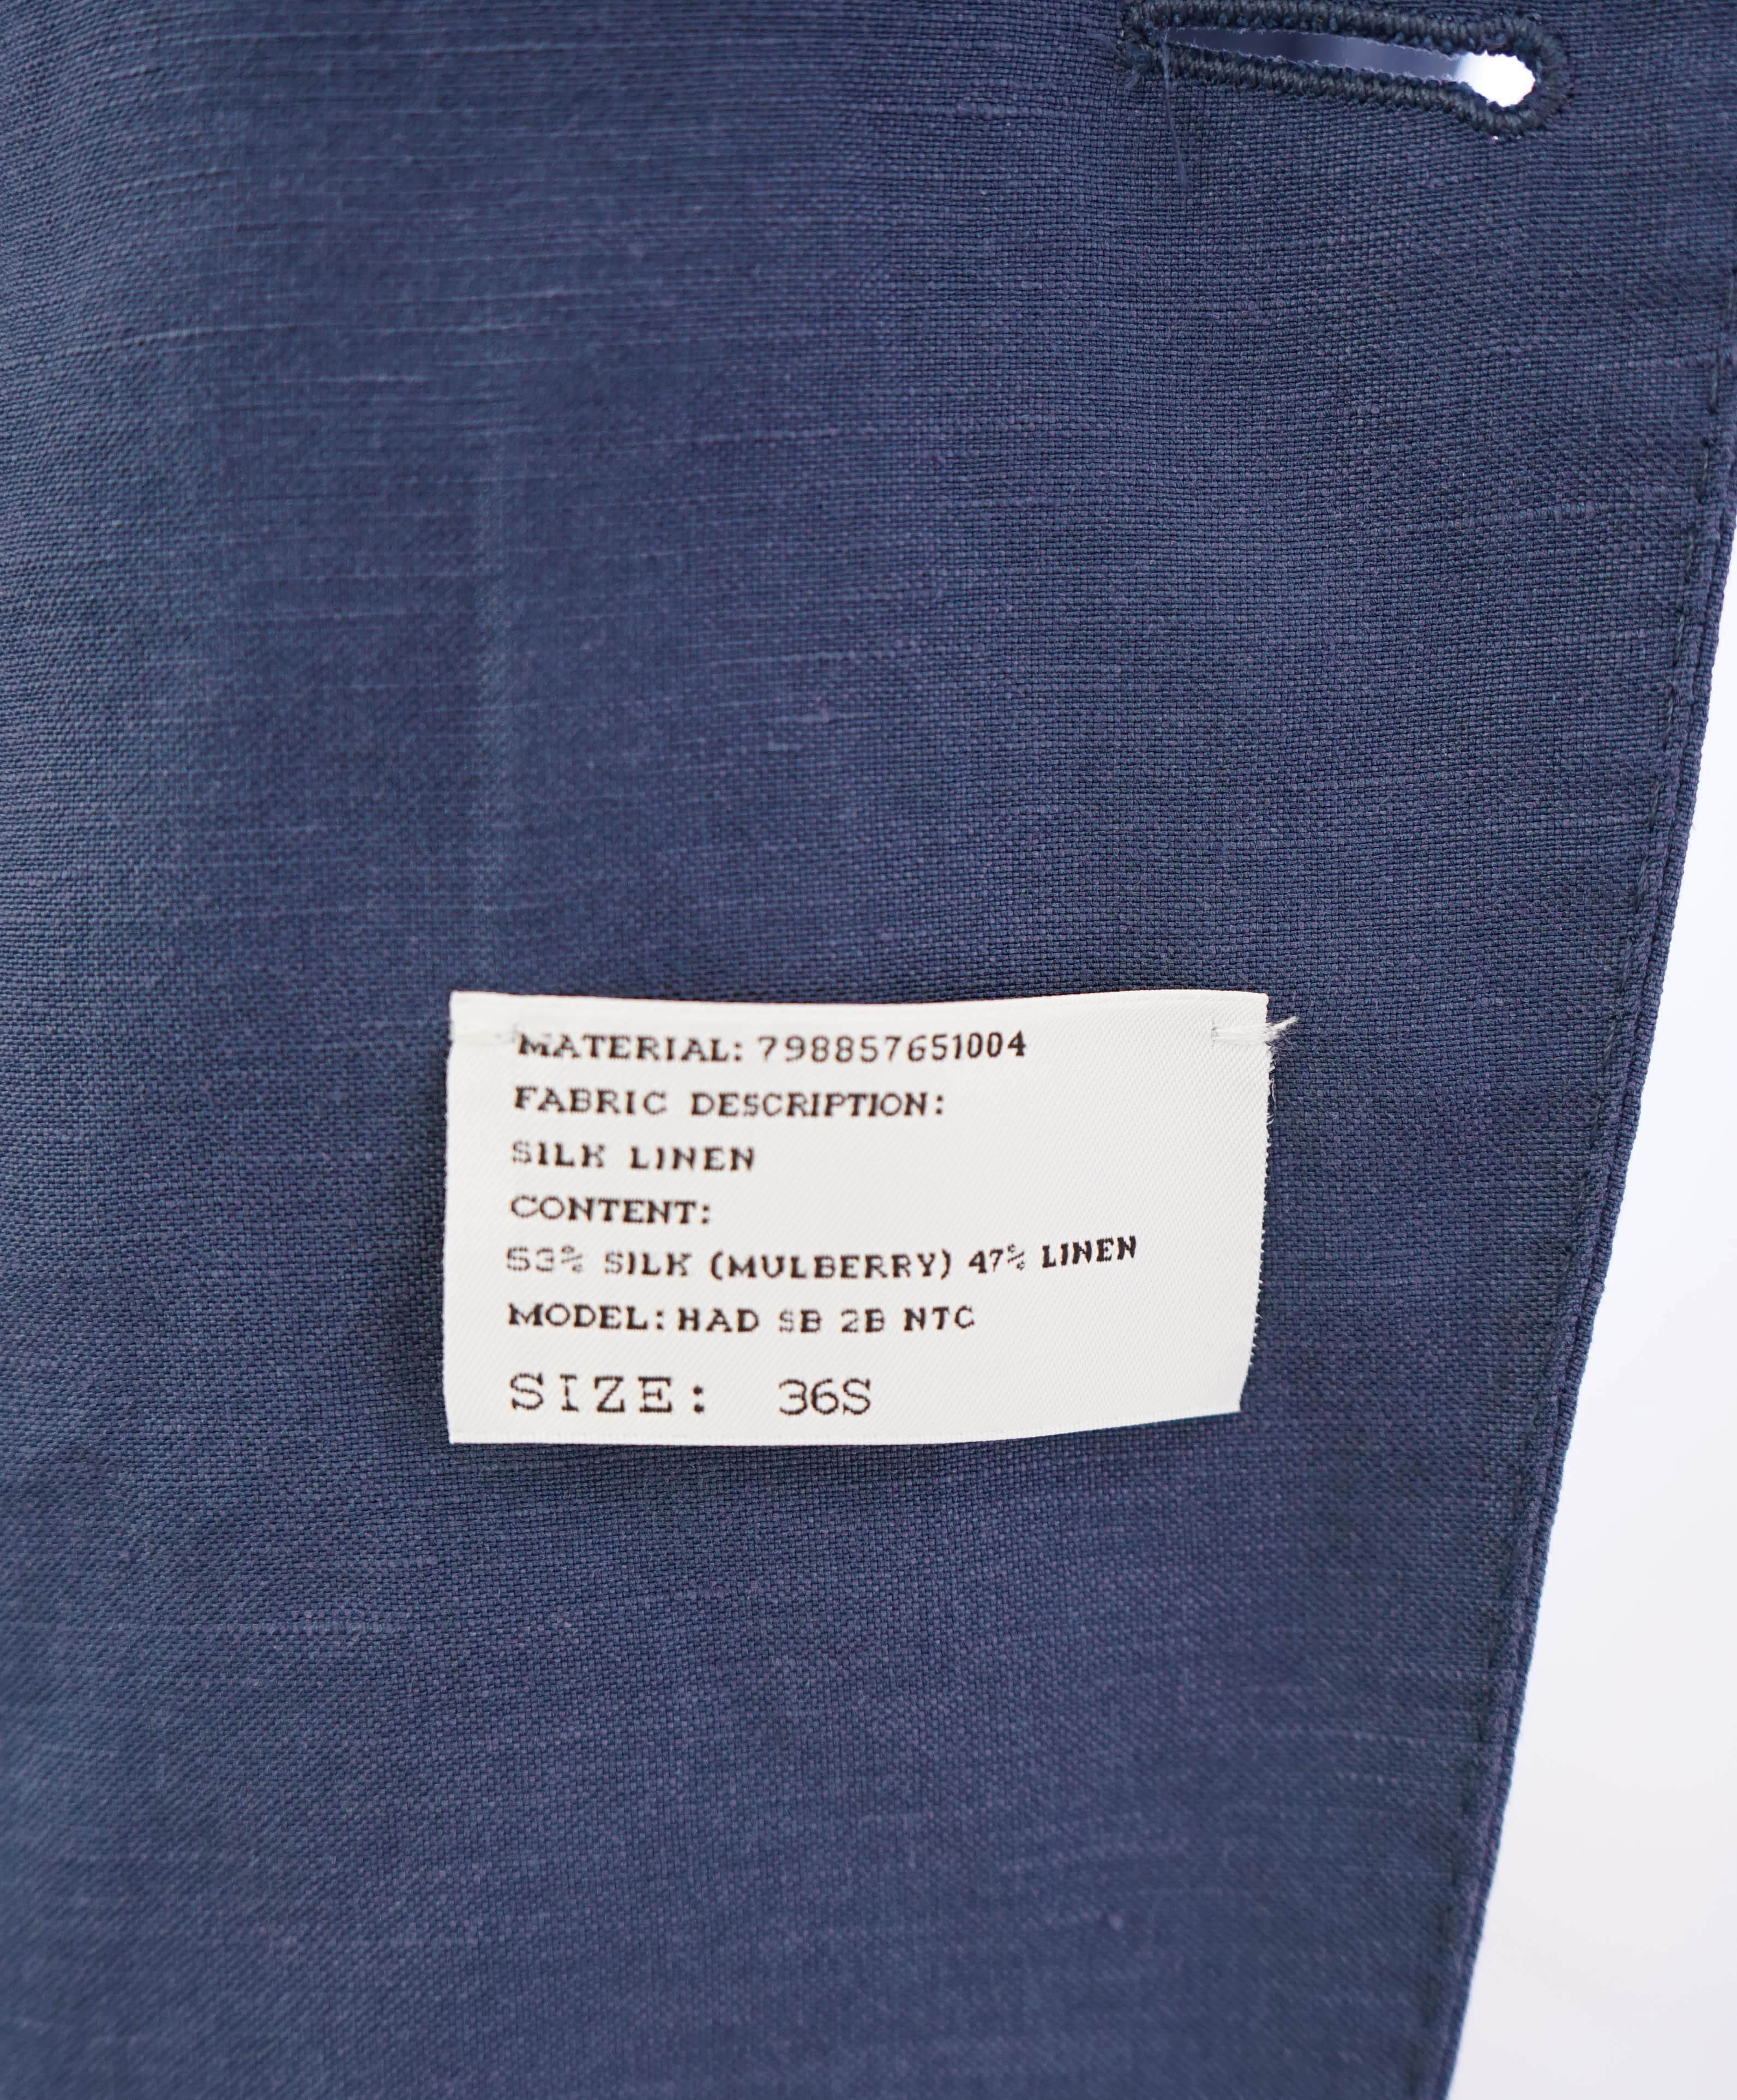 MATERIAL: 798857651004
FABRIC DESCRIPTION:
SILK LINEN
CONTENT:
53% SILK (MULBERRY) 47% LINEN
MODEL: HAD SB 2B NTC
SIZE: 36S